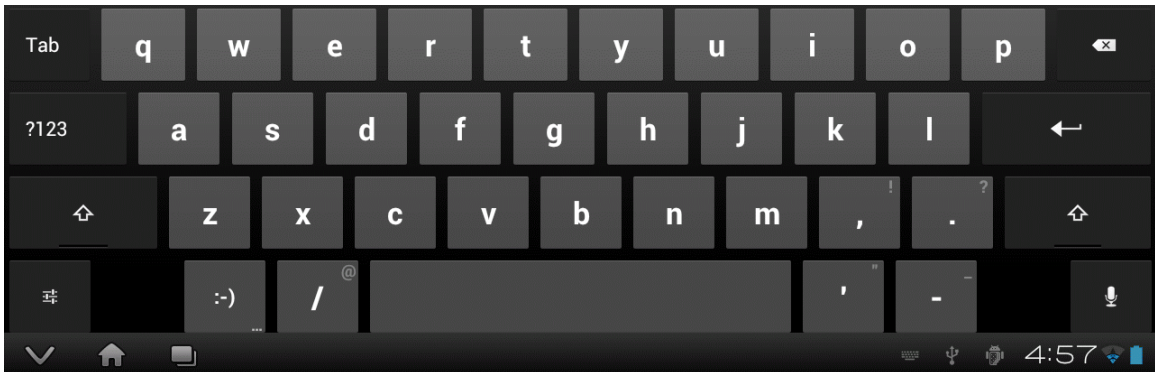 Tab q w e r t y u i o p
?123 a s d f g h j k l
z x c v b n m , ! . ?
:-) ... / @ ' " - _
4:57